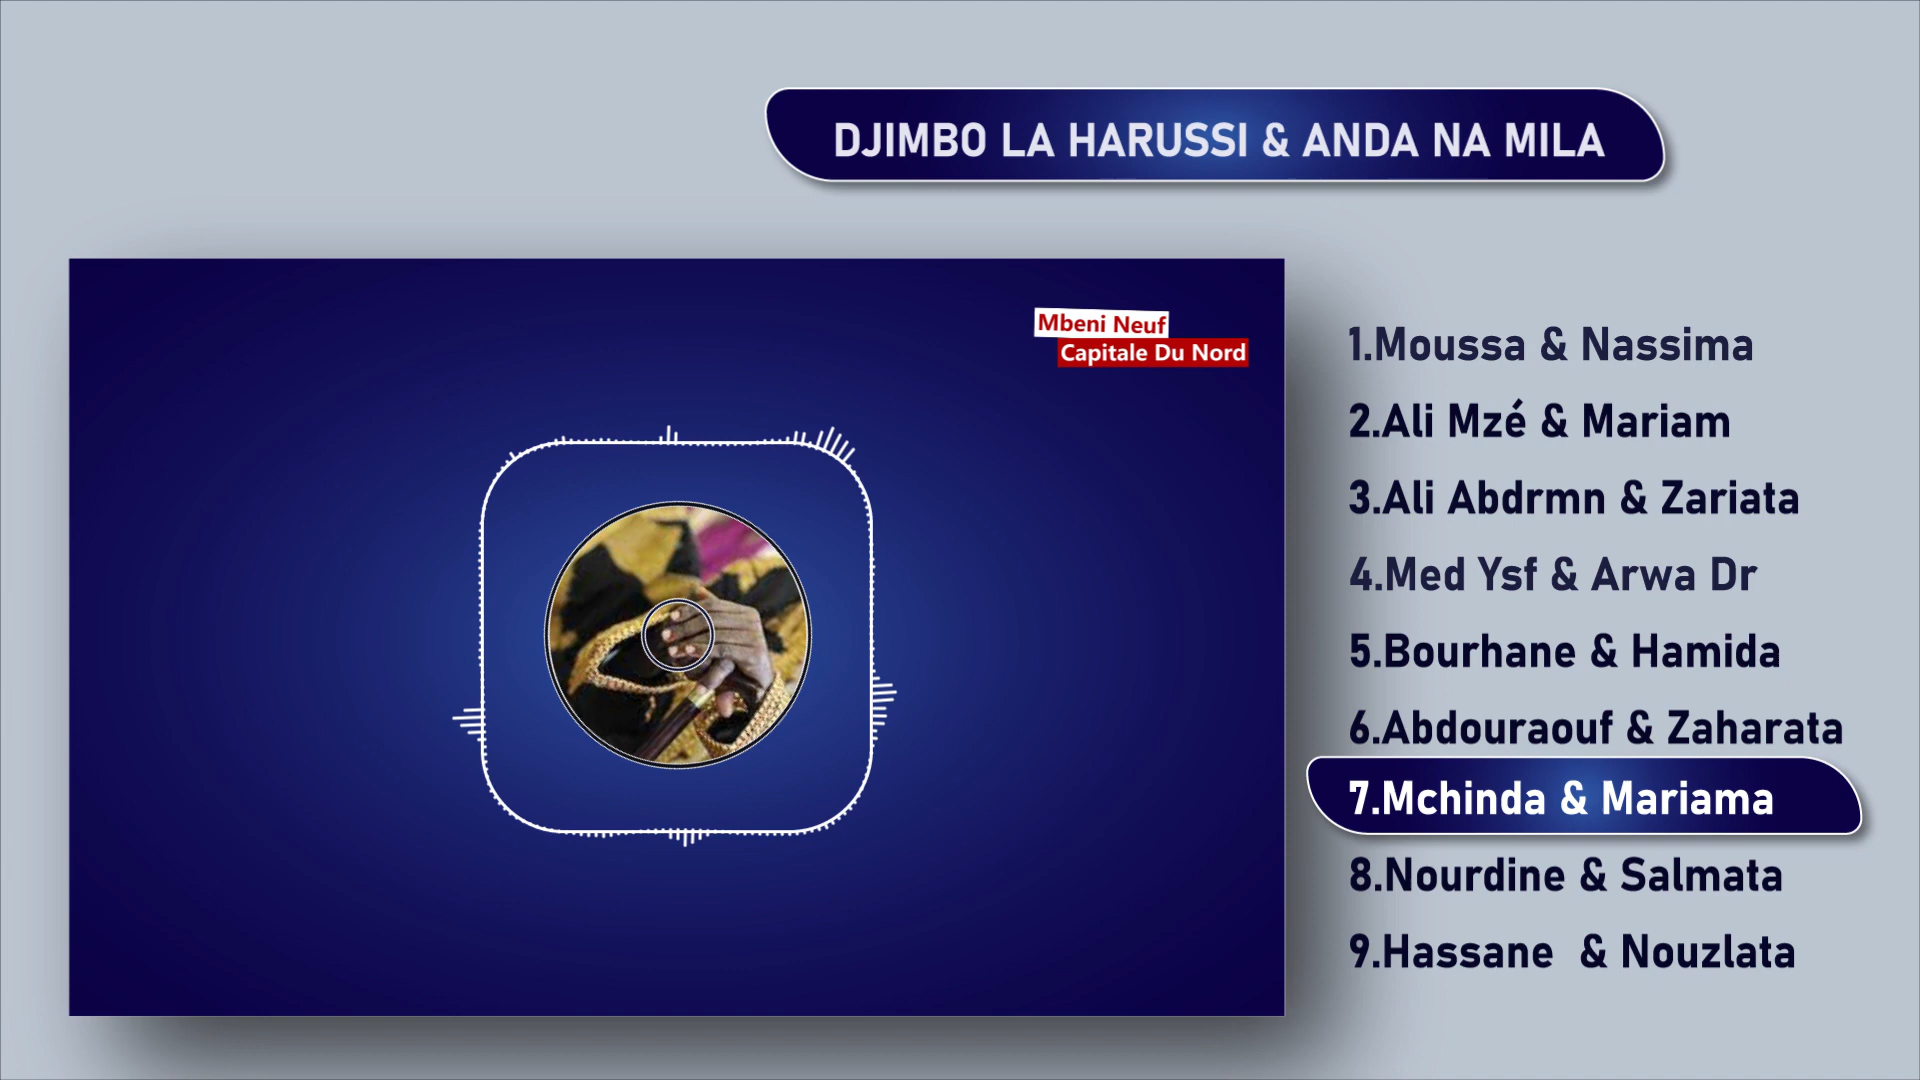 DJIMBO LA HARUSSI & ANDA NA MILA
Mbeni Neuf
Capitale Du Nord
1.Moussa & Nassima
2.Ali Mzé & Mariam
3.Ali Abdrmn & Zariata
4.Med Ysf & Arwa Dr
5.Bourhane & Hamida
6.Abdouraouf & Zaharata
7.Mchinda & Mariama
8.Nourdine & Salmata
9.Hassane & Nouzlata